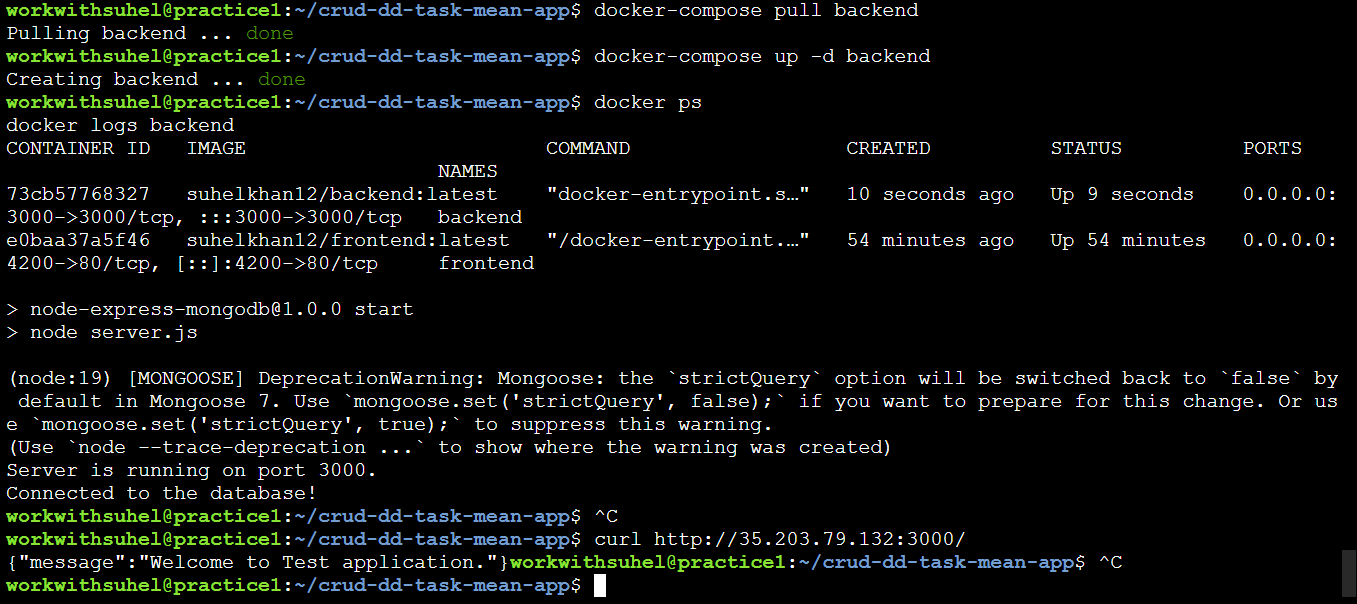 workwithsuhel@practice1:~/crud-dd-task-mean-app$ docker-compose pull backend
Pulling backend ... done
workwithsuhel@practice1:~/crud-dd-task-mean-app$ docker-compose up -d backend
Creating backend ... done
workwithsuhel@practice1:~/crud-dd-task-mean-app$ docker ps
docker logs backend
CONTAINER ID   IMAGE                         COMMAND                  CREATED          STATUS          PORTS
                                    NAMES
73cb57768327   suhelkhan12/backend:latest    "docker-entrypoint.s…"   10 seconds ago   Up 9 seconds    0.0.0.0:
3000->3000/tcp, :::3000->3000/tcp   backend
e0baa37a5f46   suhelkhan12/frontend:latest   "/docker-entrypoint.…"   54 minutes ago   Up 54 minutes   0.0.0.0:
4200->80/tcp, [::]:4200->80/tcp     frontend
> node-express-mongodb@1.0.0 start
> node server.js
(node:19) [MONGOOSE] DeprecationWarning: Mongoose: the `strictQuery` option will be switched back to `false` by
 default in Mongoose 7. Use `mongoose.set('strictQuery', false);` if you want to prepare for this change. Or us
e `mongoose.set('strictQuery', true);` to suppress this warning.
(Use `node --trace-deprecation ...` to show where the warning was created)
Server is running on port 3000.
Connected to the database!
workwithsuhel@practice1:~/crud-dd-task-mean-app$ ^C
workwithsuhel@practice1:~/crud-dd-task-mean-app$ curl http://35.203.79.132:3000/
{"message":"Welcome to Test application."}workwithsuhel@practice1:~/crud-dd-task-mean-app$ ^C
workwithsuhel@practice1:~/crud-dd-task-mean-app$